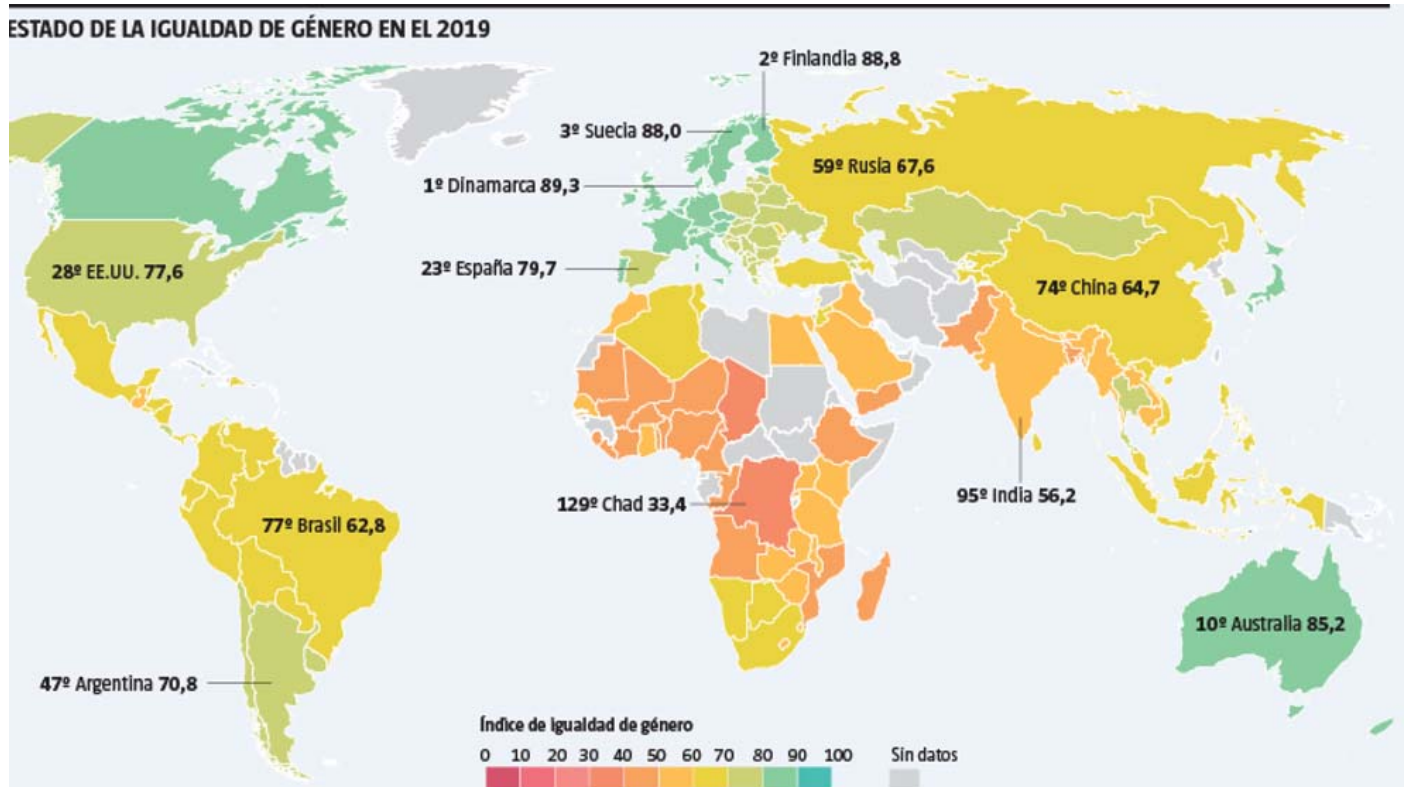 ESTADO DE LA IGUALDAD DE GÉNERO EN EL 2019
2º Finlandia 88,8
3º Suecia 88,0
59º Rusia 67,6
1º Dinamarca 89,3
28º EE.UU. 77,6
23º España 79,7
74º China 64,7
129º Chad 33,4
95º India 56,2
77º Brasil 62,8
10º Australia 85,2
47º Argentina 70,8
Índice de igualdad de género
0 10 20 30 40 50 60 70 80 90 100
Sin datos